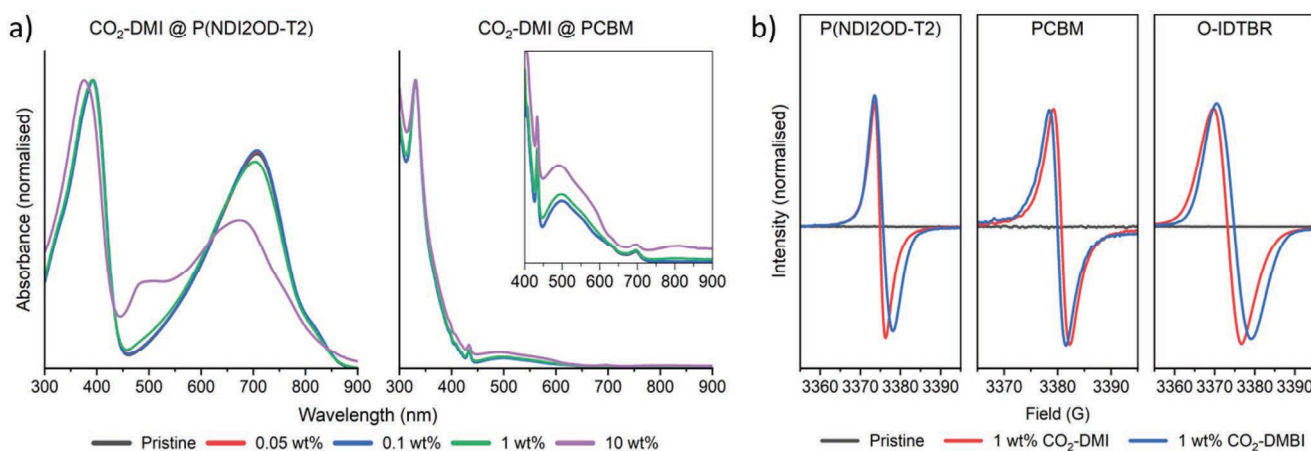 a)
CO₂-DMI @ P(NDI2OD-T2)
CO₂-DMI @ PCBM
Absorbance (normalised)
400 500 600 700 800 900
300 400 500 600 700 800 900
300 400 500 600 700 800 900
Wavelength (nm)
Pristine 0.05 wt% 0.1 wt% 1 wt% 10 wt%
b)
P(NDI2OD-T2) PCBM O-IDTBR
Intensity (normalised)
3360 3380 3390 3370 3380 3390 3360 3370 3380 3390
Field (G)
Pristine 1 wt% CO₂-DMI 1 wt% CO₂-DMBI